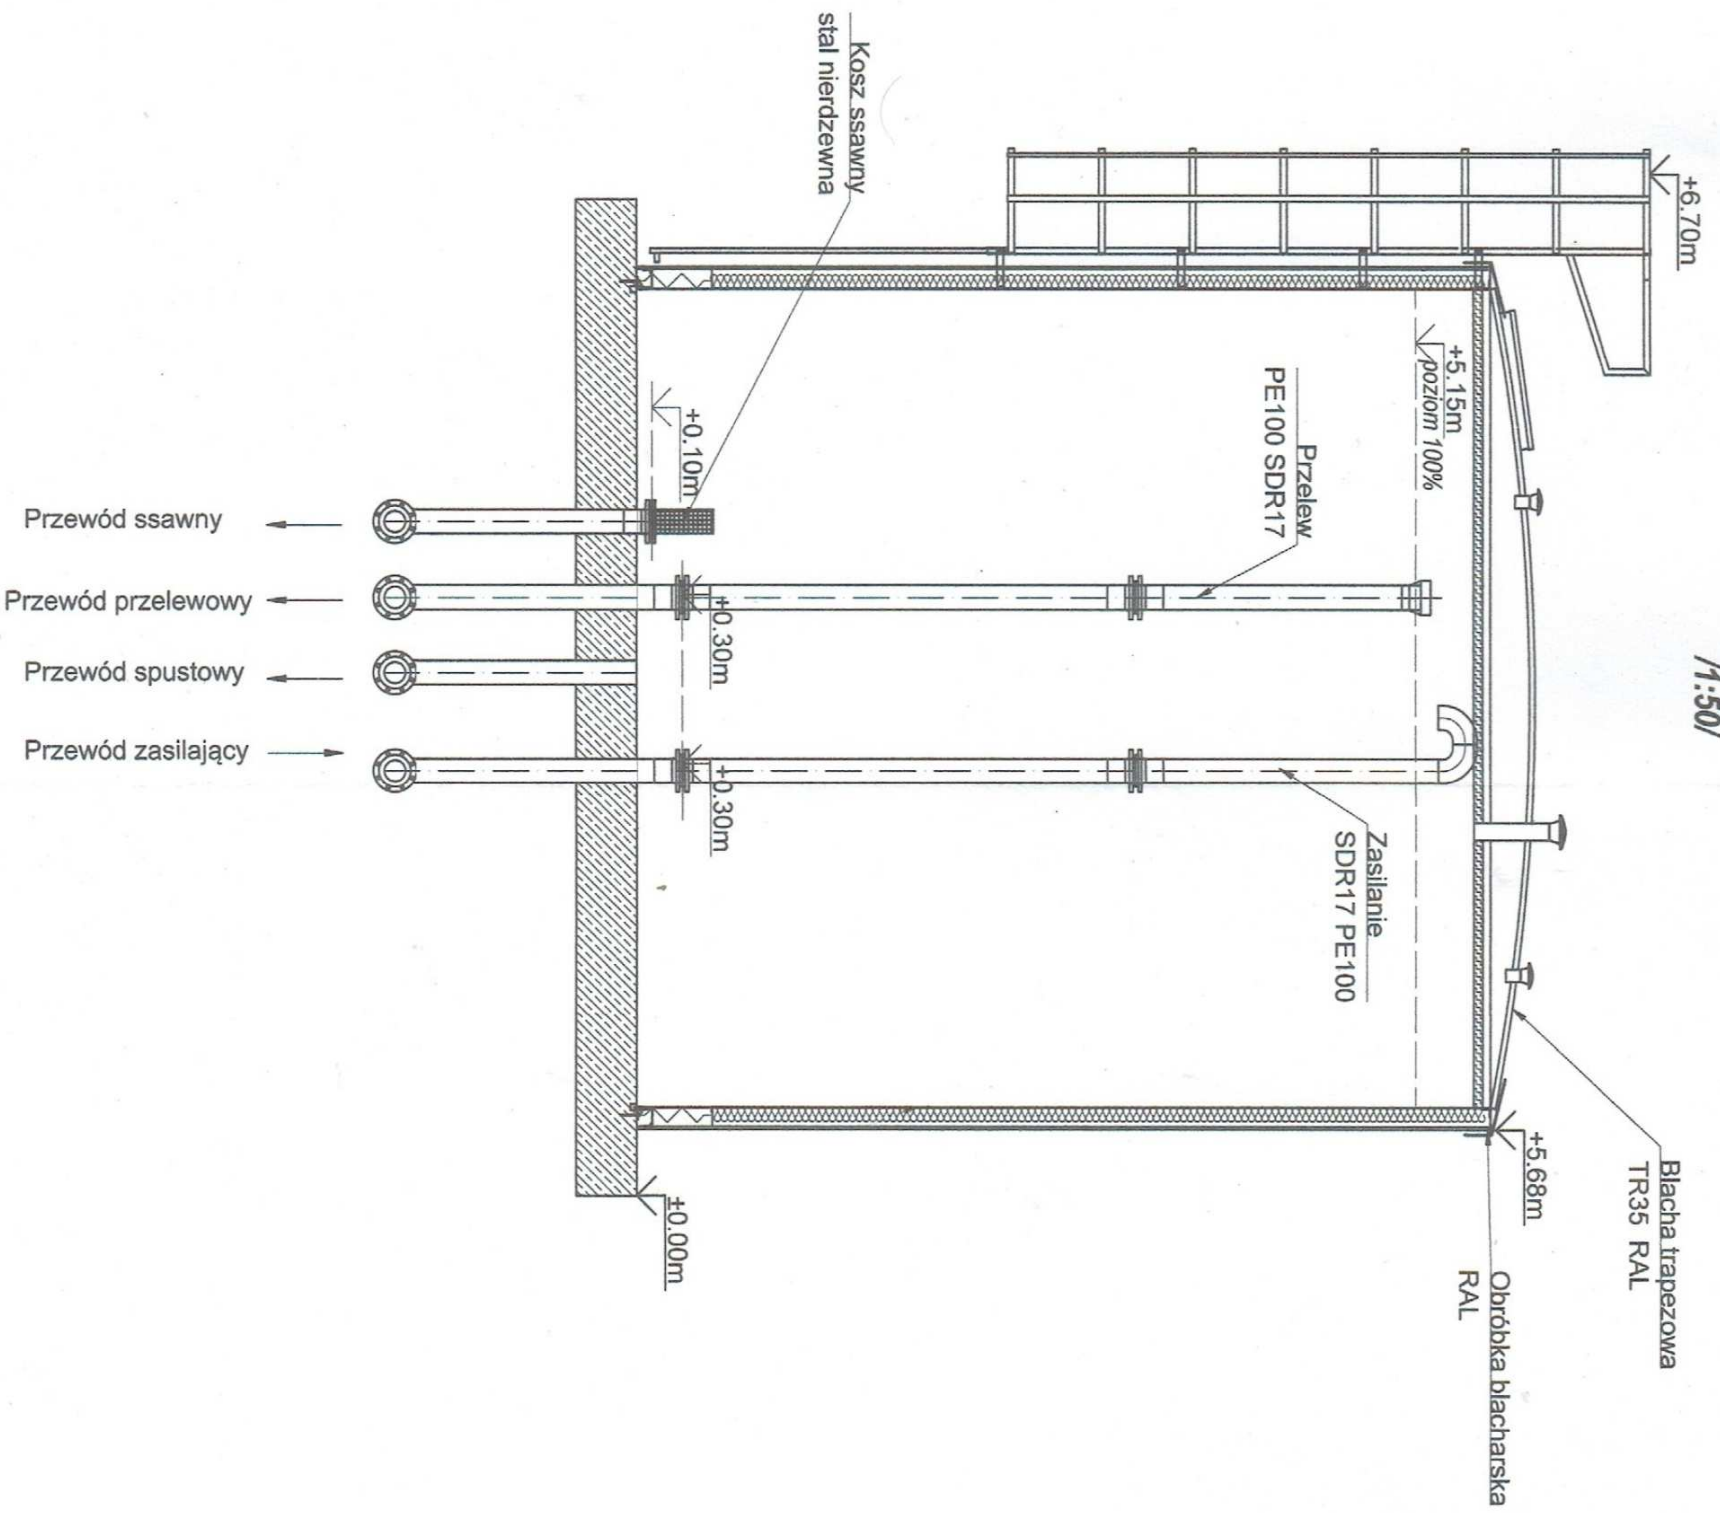 /1:50/
+6.70m
Kosz ssawny
stal nierdzewna
+5.15m
poziom 100%
Przelew
PE100 SDR17
+0.10m
+0.30m
+0.30m
Zasilanie
SDR17 PE100
Blacha trapezowa
TR35 RAL
+5.68m
Obróbka blacharska
RAL
±0.00m
Przewód ssawny
Przewód przelewowy
Przewód spustowy
Przewód zasilający